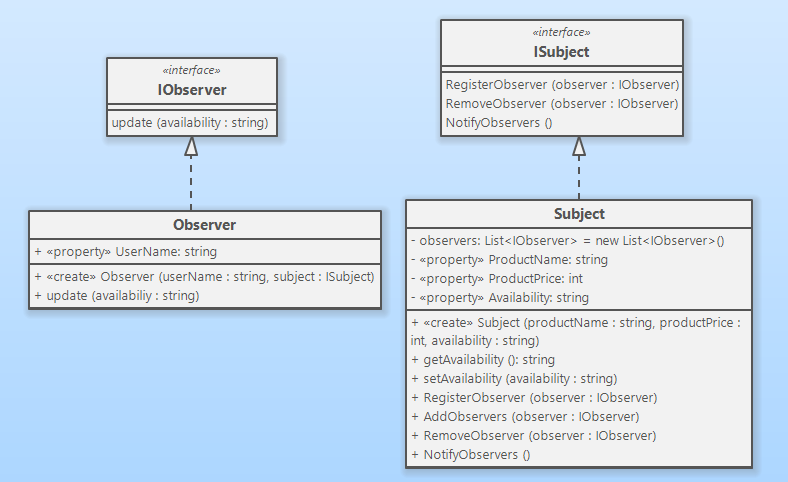 «interface»
IObserver
update (availability : string)
Observer
+ «property» UserName: string
+ «create» Observer (userName : string, subject : ISubject)
+ update (availabiliy : string)
«interface»
ISubject
RegisterObserver (observer : IObserver)
RemoveObserver (observer : IObserver)
NotifyObservers ()
Subject
- observers: List<IObserver> = new List<IObserver>()
- «property» ProductName: string
- «property» ProductPrice: int
- «property» Availability: string
+ «create» Subject (productName : string, productPrice :
int, availability : string)
+ getAvailability (): string
+ setAvailability (availability : string)
+ RegisterObserver (observer : IObserver)
+ AddObservers (observer : IObserver)
+ RemoveObserver (observer : IObserver)
+ NotifyObservers ()